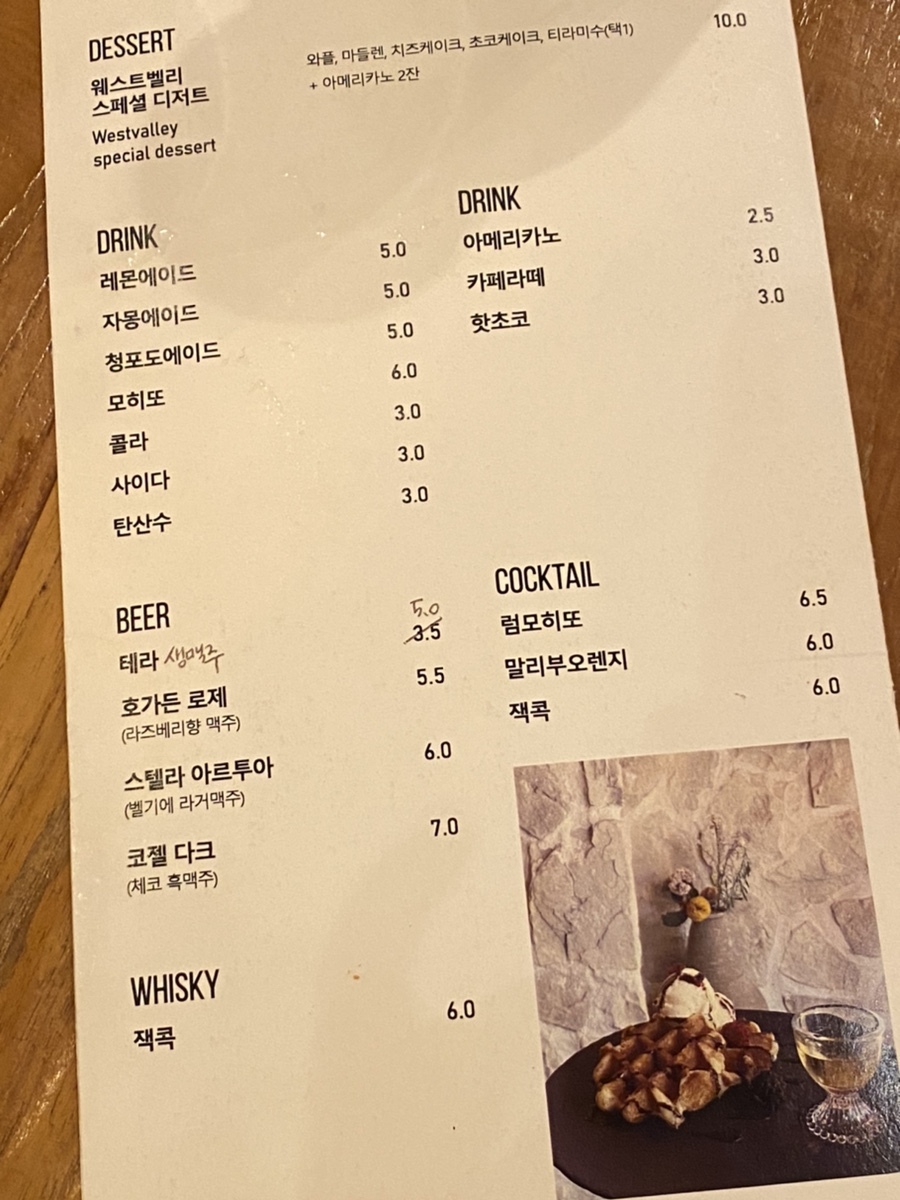 DESSERT
웨스트벨리
스페셜 디저트
Westvalley
special dessert
와플, 마들렌, 치즈케이크, 초코케이크, 티라미수(택1)
+ 아메리카노 2잔
10.0
DRINK
레몬에이드 5.0
자몽에이드 5.0
청포도에이드 5.0
모히또 6.0
콜라 3.0
사이다 3.0
탄산수 3.0
DRINK
아메리카노 2.5
카페라떼 3.0
핫초코 3.0
BEER
5.0
테라 생맥주 3.5
호가든 로제 5.5
(라즈베리향 맥주)
스텔라 아르투아 6.0
(벨기에 라거맥주)
코젤 다크 7.0
(체코 흑맥주)
COCKTAIL
럼모히또 6.5
말리부오렌지 6.0
잭콕 6.0
WHISKY
잭콕 6.0